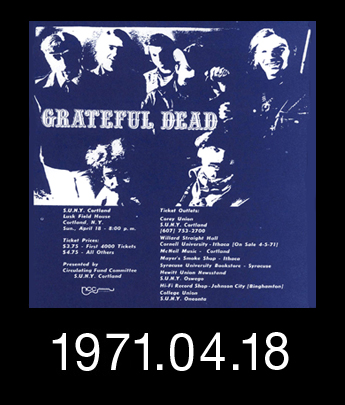 GRATEFUL DEAD
S.U.N.Y. Cortland
Lusk Field House
Cortland, N.Y.
Sun., April 18 - 8:00 p.m.
Ticket Prices:
$3.75 - First 4000 Tickets
$4.75 - All Others
Presented by
Circulating Fund Committee
S.U.N.Y. Cortland
Ticket Outlets:
Corey Union
S.U.N.Y. Cortland
(607) 753-2700
Willard Straight Hall
Cornell University - Ithaca (On Sale 4-5-71)
McNeil Music - Cortland
Mayer's Smoke Shop - Ithaca
Syracuse University Bookstore - Syracuse
Hewitt Union Newsstand
S.U.N.Y. Oswego
Hi-Fi Record Shop - Johnson City (Binghamton)
College Union
S.U.N.Y. Oneonta
1971.04.18